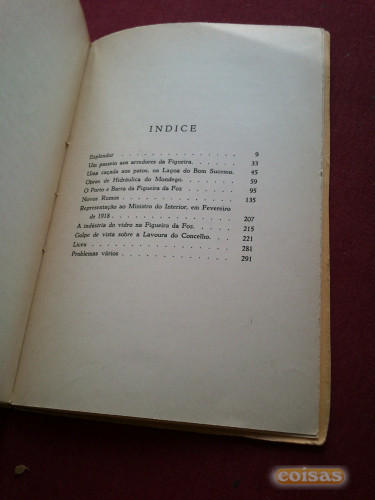 INDICE
Esplendor . . . . . . . . . . . . . . . 9
Um passeio aos arredores da Figueira. . . . . . 33
Uma caçada aos patos, na Lagoa do Bom Sucesso. 45
Obras de Hidráulica do Mondego. . . . . . . . 59
O Porto e Barra da Figueira da Foz . . . . . . . 95
Novos Rumos . . . . . . . . . . . . . . 135
Representação ao Ministro do Interior, em Fevereiro
de 1918 . . . . . . . . . . . . . . 207
A indústria do vidro na Figueira da Foz. . . . . . 215
Golpe de vista sobre a Lavoura do Concelho. . . . 221
Liceu . . . . . . . . . . . . . . . . 281
Problemas vários . . . . . . . . . . . . . 291
coisas